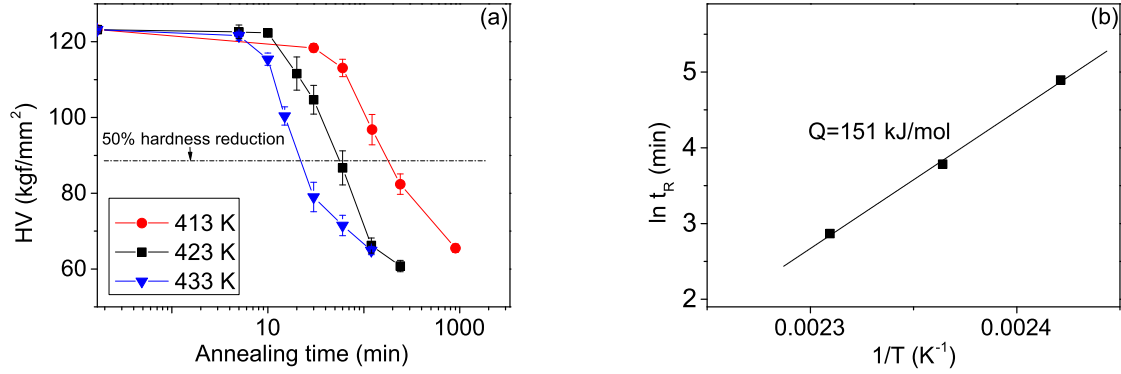 (a)
120
100
80
60
HV (kgf/mm²)
50% hardness reduction
413 K
423 K
433 K
10
100
1000
Annealing time (min)
(b)
5
4
3
2
ln t_R (min)
Q=151 kJ/mol
0.0023
0.0024
1/T (K⁻¹)